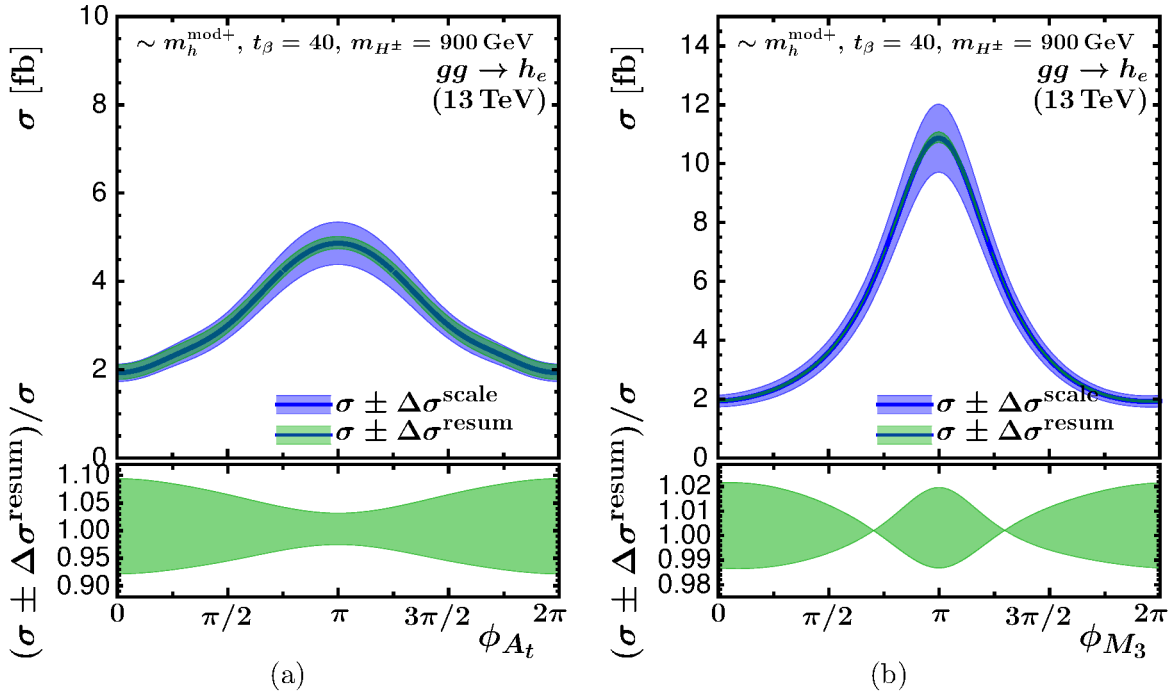 ∼ m_h^{mod+}, t_β = 40, m_{H^±} = 900 GeV
gg → h_e
(13 TeV)
σ [fb]
10
8
6
4
2
0
σ ± Δσ^{scale}
σ ± Δσ^{resum}
(σ ± Δσ^{resum})/σ
1.10
1.05
1.00
0.95
0.90
0 π/2 π 3π/2 2π
ϕ_{A_t}
(a)
∼ m_h^{mod+}, t_β = 40, m_{H^±} = 900 GeV
gg → h_e
(13 TeV)
σ [fb]
14
12
10
8
6
4
2
0
σ ± Δσ^{scale}
σ ± Δσ^{resum}
(σ ± Δσ^{resum})/σ
1.02
1.01
1.00
0.99
0.98
0 π/2 π 3π/2 2π
ϕ_{M_3}
(b)